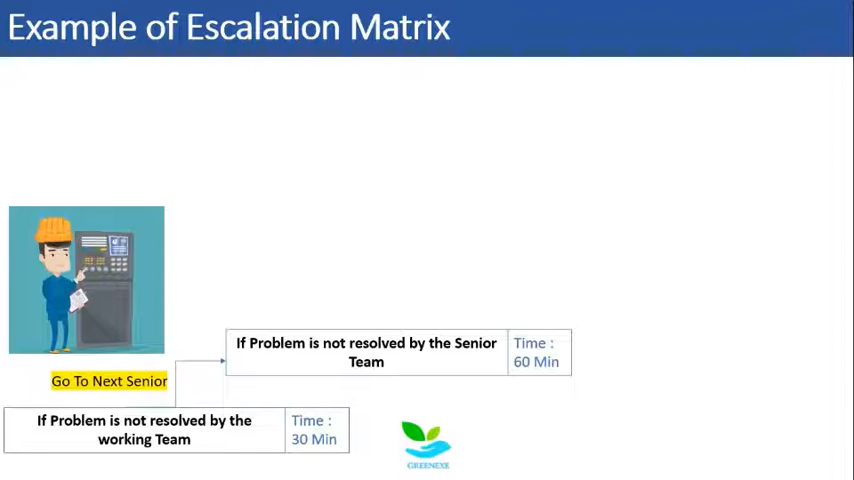 Example of Escalation Matrix
If Problem is not resolved by the Senior
Team
Time :
60 Min
Go To Next Senior
If Problem is not resolved by the
working Team
Time :
30 Min
GREENEXE